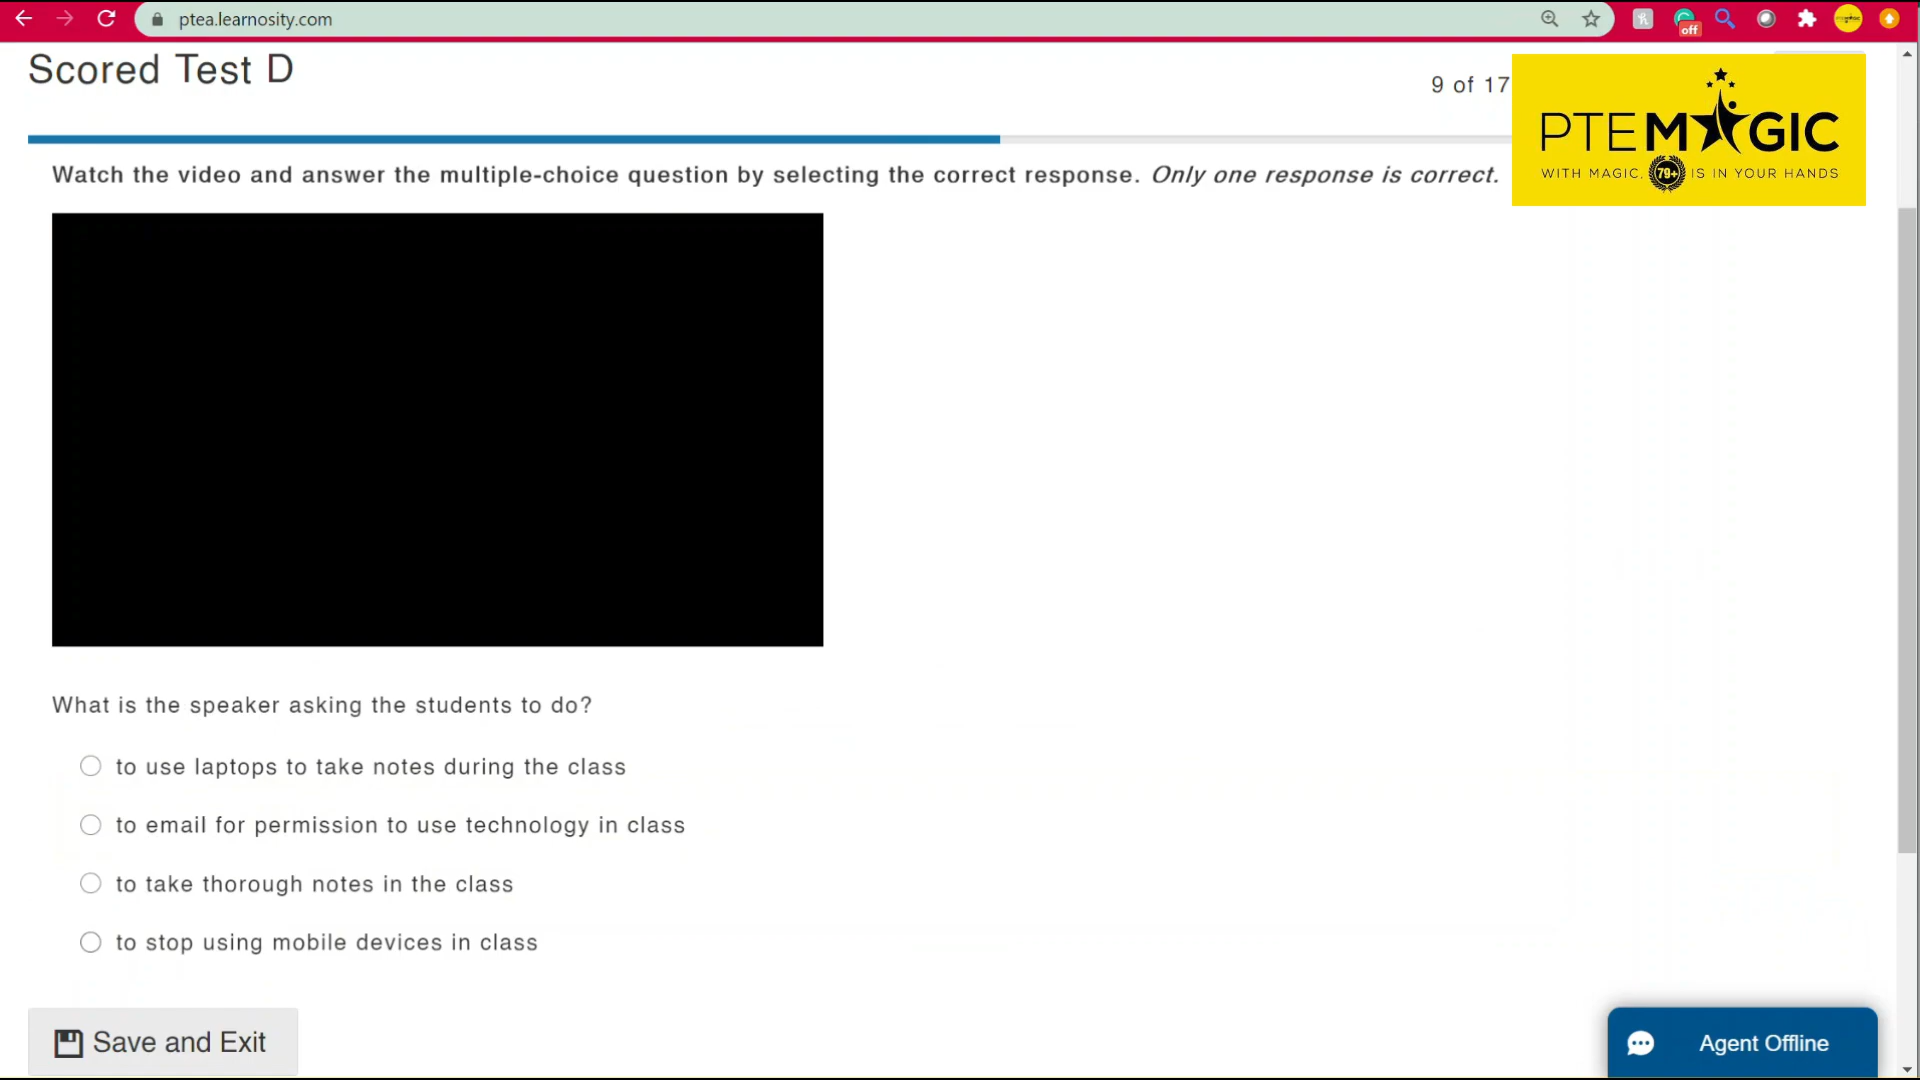 ptea.learnosity.com
off
Scored Test D
9 of 17
PTEMAGIC
WITH MAGIC, 79+ IS IN YOUR HANDS
Watch the video and answer the multiple-choice question by selecting the correct response. Only one response is correct.
What is the speaker asking the students to do?
to use laptops to take notes during the class
to email for permission to use technology in class
to take thorough notes in the class
to stop using mobile devices in class
Save and Exit
Agent Offline